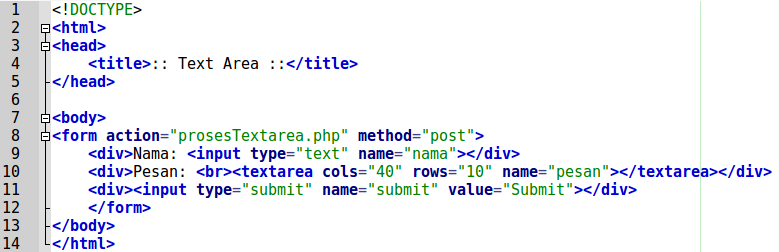 1 <!DOCTYPE>
2 <html>
3 <head>
4     <title>:: Text Area ::</title>
5 </head>
6
7 <body>
8 <form action="prosesTextarea.php" method="post">
9     <div>Nama: <input type="text" name="nama"></div>
10     <div>Pesan: <br><textarea cols="40" rows="10" name="pesan"></textarea></div>
11     <div><input type="submit" name="submit" value="Submit"></div>
12     </form>
13 </body>
14 </html>